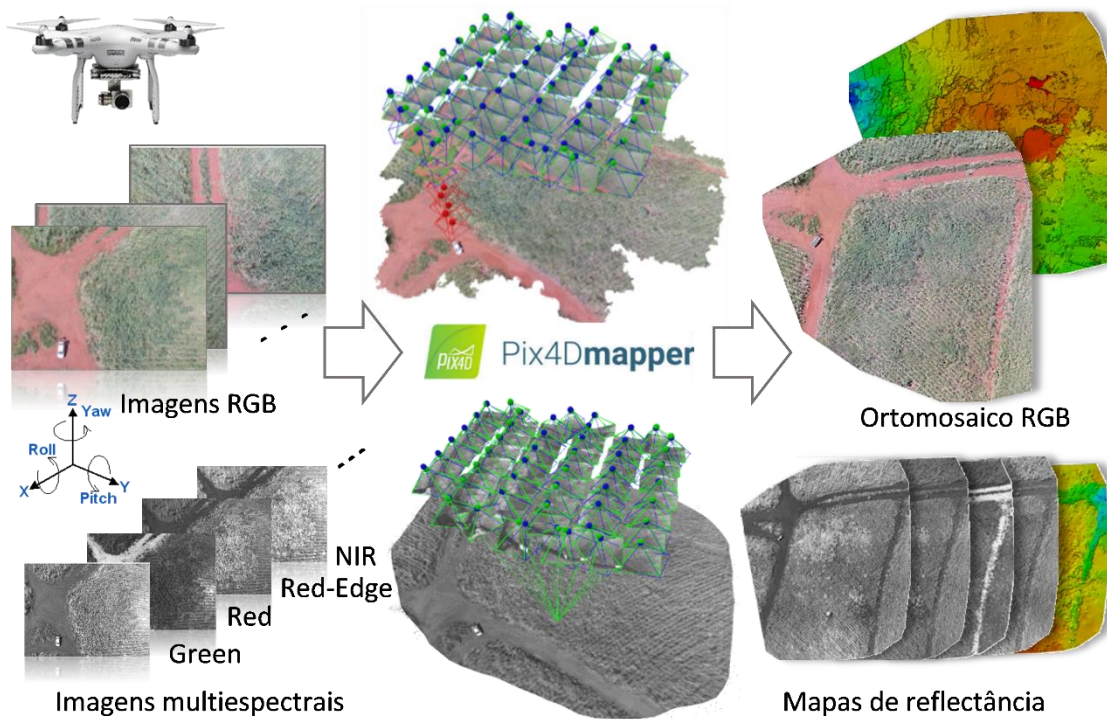 Imagens RGB
Z
Yaw
Roll
X
Y
Pitch
NIR
Red-Edge
Red
Green
Imagens multiespectrais
PIX4D
Pix4Dmapper
Ortomosaico RGB
Mapas de reflectância